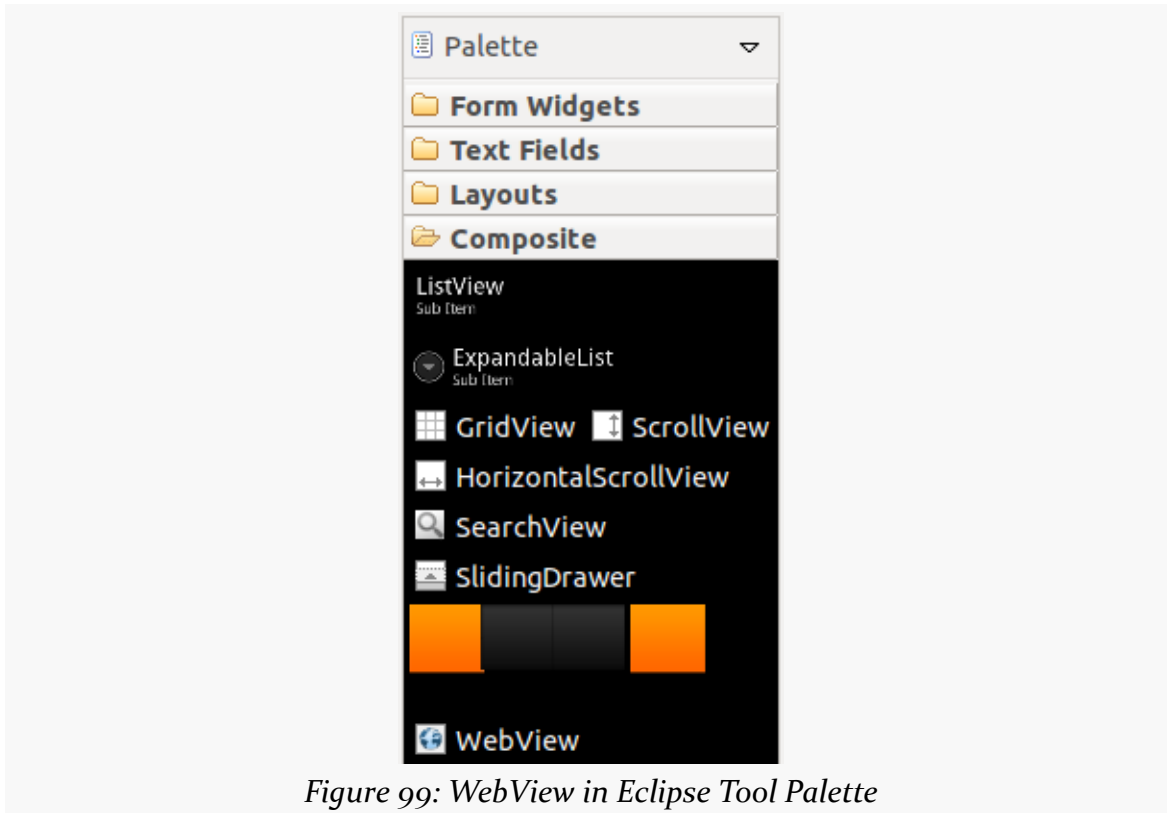 Palette
Form Widgets
Text Fields
Layouts
Composite
ListView
Sub Item
ExpandableList
Sub Item
GridView ScrollView
HorizontalScrollView
SearchView
SlidingDrawer
WebView
Figure 99: WebView in Eclipse Tool Palette